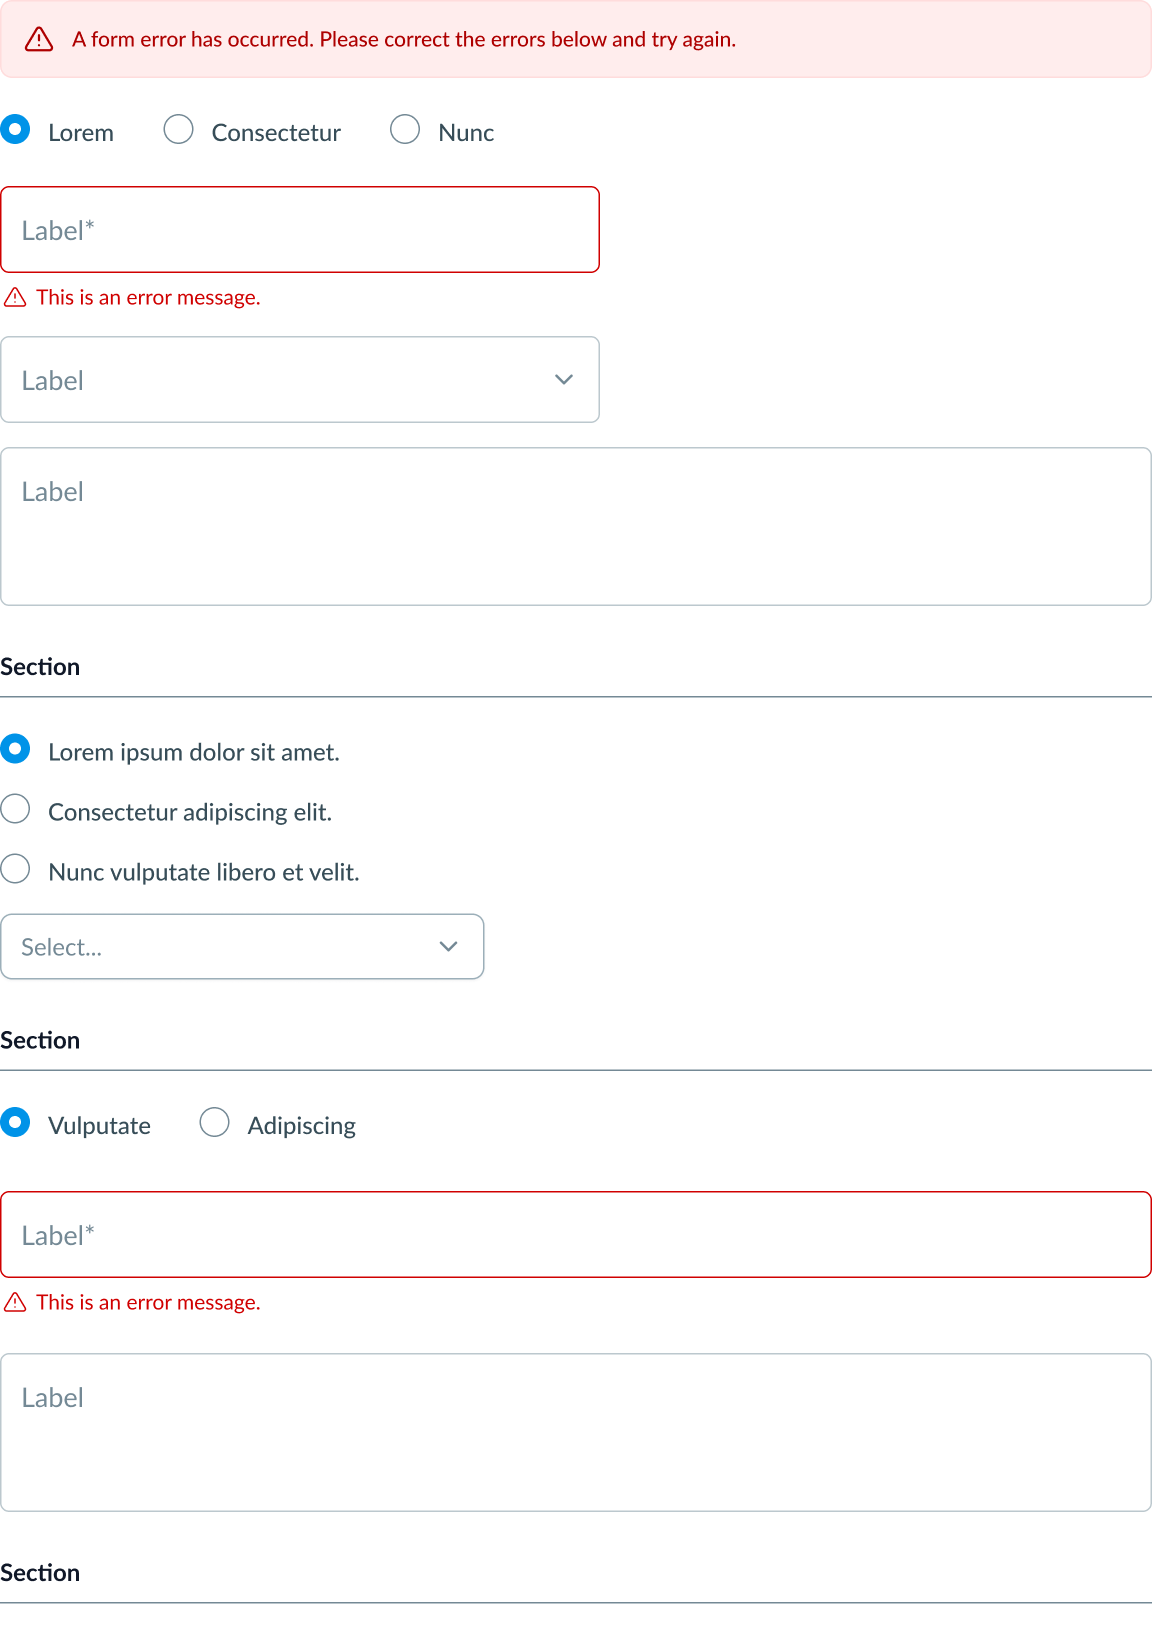 A form error has occurred. Please correct the errors below and try again.
Lorem Consectetur Nunc
Label*
This is an error message.
Label
Label
Section
Lorem ipsum dolor sit amet.
Consectetur adipiscing elit.
Nunc vulputate libero et velit.
Select...
Section
Vulputate Adipiscing
Label*
This is an error message.
Label
Section